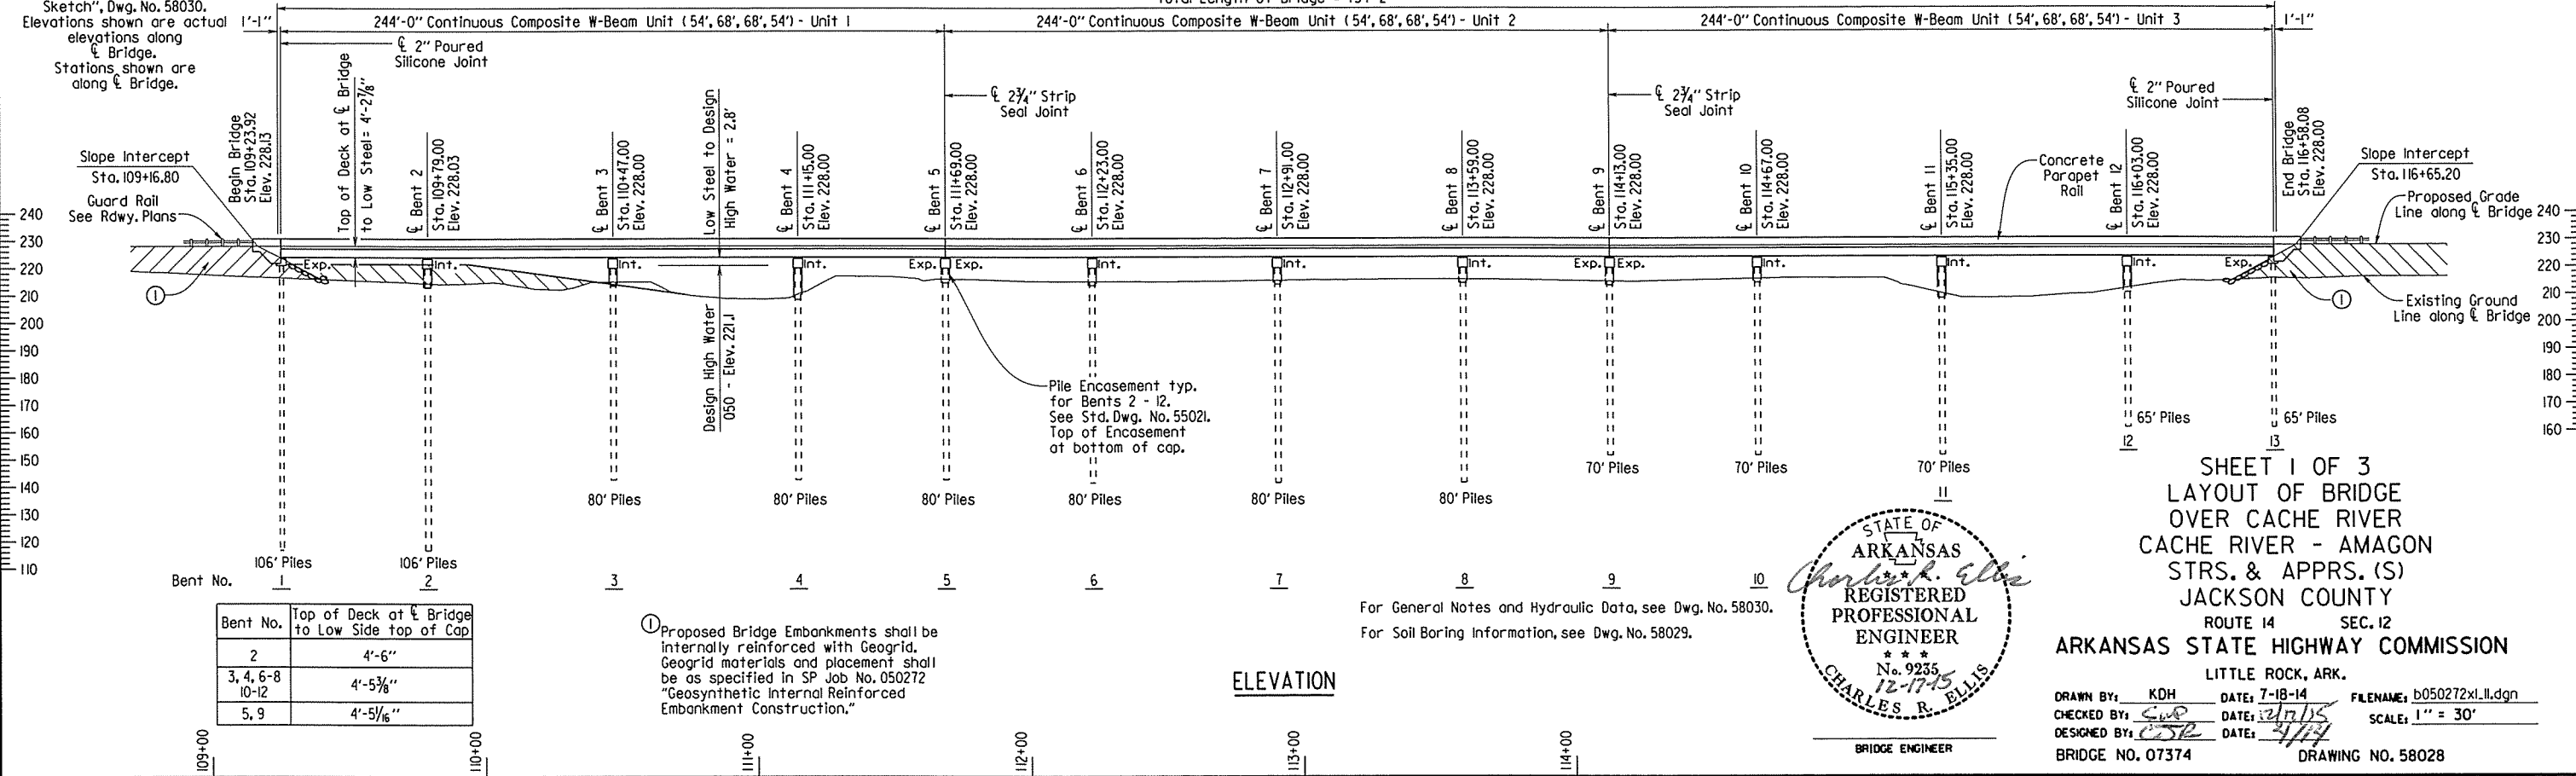 Sketch", Dwg. No. 58030.
Elevations shown are actual
elevations along
℄ Bridge.
Stations shown are
along ℄ Bridge.
1'-1"
244'-0" Continuous Composite W-Beam Unit (54', 68', 68', 54') - Unit 1
244'-0" Continuous Composite W-Beam Unit (54', 68', 68', 54') - Unit 2
244'-0" Continuous Composite W-Beam Unit (54', 68', 68', 54') - Unit 3
1'-1"
℄ 2" Poured
Silicone Joint
℄ 2¾" Strip
Seal Joint
℄ 2¾" Strip
Seal Joint
℄ 2" Poured
Silicone Joint
Slope Intercept
Sta. 109+16.80
Guard Rail
See Rdwy. Plans
Begin Bridge
Sta. 109+23.92
Elev. 228.13
Top of Deck at ℄ Bridge
to Low Steel = 4'-2⅞"
℄ Bent 2
Sta. 109+79.00
Elev. 228.03
℄ Bent 3
Sta. 110+47.00
Elev. 228.00
Low Steel to Design
High Water = 2.8'
℄ Bent 4
Sta. 111+15.00
Elev. 228.00
℄ Bent 5
Sta. 111+69.00
Elev. 228.00
℄ Bent 6
Sta. 112+23.00
Elev. 228.00
℄ Bent 7
Sta. 112+91.00
Elev. 228.00
℄ Bent 8
Sta. 113+59.00
Elev. 228.00
℄ Bent 9
Sta. 114+13.00
Elev. 228.00
℄ Bent 10
Sta. 114+67.00
Elev. 228.00
℄ Bent 11
Sta. 115+35.00
Elev. 228.00
Concrete
Parapet
Rail
℄ Bent 12
Sta. 116+03.00
Elev. 228.00
End Bridge
Sta. 116+58.08
Elev. 228.00
Slope Intercept
Sta. 116+65.20
Proposed Grade
Line along ℄ Bridge
Existing Ground
Line along ℄ Bridge
240
230
220
210
200
190
180
170
160
150
140
130
120
110
240
230
220
210
200
190
180
170
160
Exp.
Int.
Int.
Int.
Exp.
Exp.
Int.
Int.
Int.
Exp.
Exp.
Int.
Int.
Int.
Exp.
1
1
Design High Water
Q50 - Elev. 221.1
Pile Encasement typ.
for Bents 2 - 12.
See Std. Dwg. No. 55021.
Top of Encasement
at bottom of cap.
106' Piles
106' Piles
80' Piles
80' Piles
80' Piles
80' Piles
80' Piles
80' Piles
70' Piles
70' Piles
70' Piles
65' Piles
65' Piles
Bent No.
1
2
3
4
5
6
7
8
9
10
11
12
13
Bent No.
Top of Deck at ℄ Bridge
to Low Side top of Cap
2
4'-6"
3, 4, 6-8
10-12
4'-5⅜"
5, 9
4'-5 1/16"
1 Proposed Bridge Embankments shall be
internally reinforced with Geogrid.
Geogrid materials and placement shall
be as specified in SP Job No. 050272
"Geosynthetic Internal Reinforced
Embankment Construction."
ELEVATION
For General Notes and Hydraulic Data, see Dwg. No. 58030.
For Soil Boring Information, see Dwg. No. 58029.
STATE OF
ARKANSAS
Charles R. Ellis
REGISTERED
PROFESSIONAL
ENGINEER
No. 9235
12-17-15
CHARLES R. ELLIS
BRIDGE ENGINEER
SHEET 1 OF 3
LAYOUT OF BRIDGE
OVER CACHE RIVER
CACHE RIVER - AMAGON
STRS. & APPRS. (S)
JACKSON COUNTY
ROUTE 14 SEC. 12
ARKANSAS STATE HIGHWAY COMMISSION
LITTLE ROCK, ARK.
DRAWN BY: KDH DATE: 7-18-14 FILENAME: b050272x1_l1.dgn
CHECKED BY: DATE: 12/17/15 SCALE: 1" = 30'
DESIGNED BY: CJR DATE:
BRIDGE NO. 07374 DRAWING NO. 58028
109+00
110+00
111+00
112+00
113+00
114+00